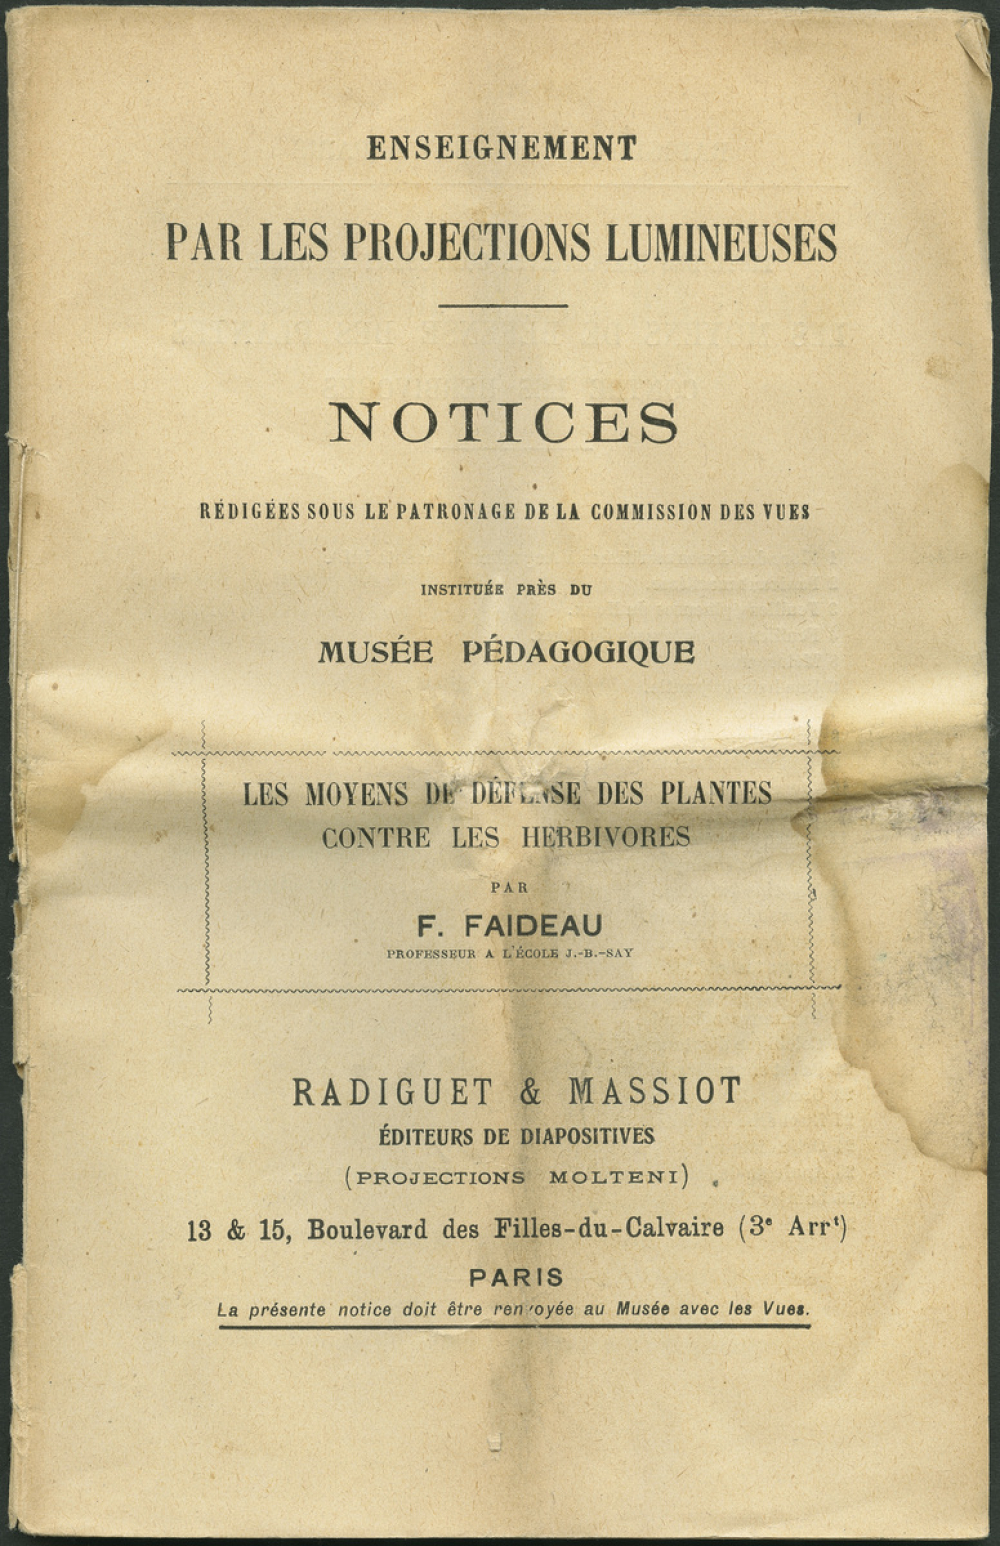 ENSEIGNEMENT
PAR LES PROJECTIONS LUMINEUSES
NOTICES
RÉDIGÉES SOUS LE PATRONAGE DE LA COMMISSION DES VUES
INSTITUÉE PRÈS DU
MUSÉE PÉDAGOGIQUE
LES MOYENS DE DÉFENSE DES PLANTES
CONTRE LES HERBIVORES
PAR
F. FAIDEAU
PROFESSEUR A L'ÉCOLE J.-B.-SAY
RADIGUET & MASSIOT
ÉDITEURS DE DIAPOSITIVES
(PROJECTIONS MOLTENI)
13 & 15, Boulevard des Filles-du-Calvaire (3e Arrt)
PARIS
La présente notice doit être renvoyée au Musée avec les Vues.